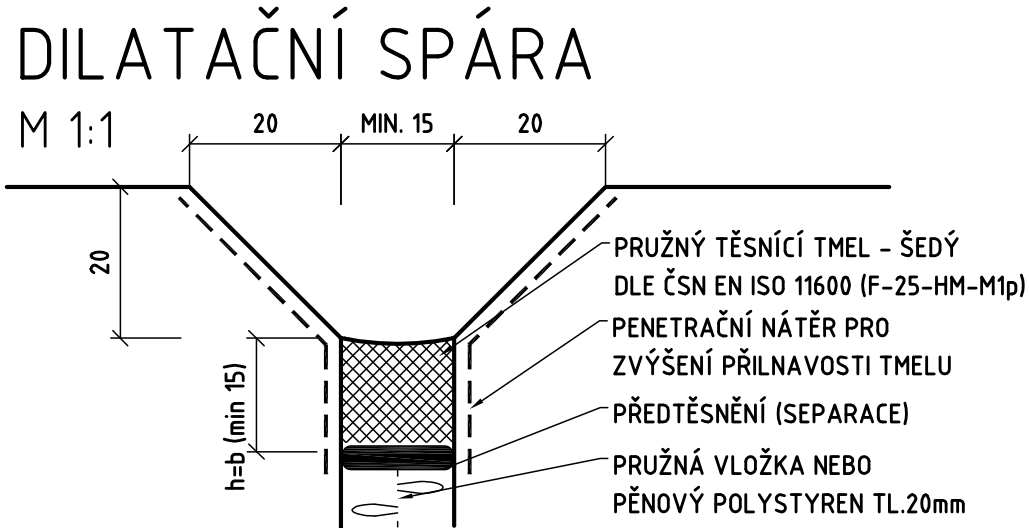 DILATAČNÍ SPÁRA
M 1:1
20
MIN. 15
20
20
PRUŽNÝ TĚSNÍCÍ TMEL - ŠEDÝ
DLE ČSN EN ISO 11600 (F-25-HM-M1p)
PENETRAČNÍ NÁTĚR PRO
ZVÝŠENÍ PŘILNAVOSTI TMELU
h=b (min 15)
PŘEDTĚSNĚNÍ (SEPARACE)
PRUŽNÁ VLOŽKA NEBO
PĚNOVÝ POLYSTYREN TL.20mm